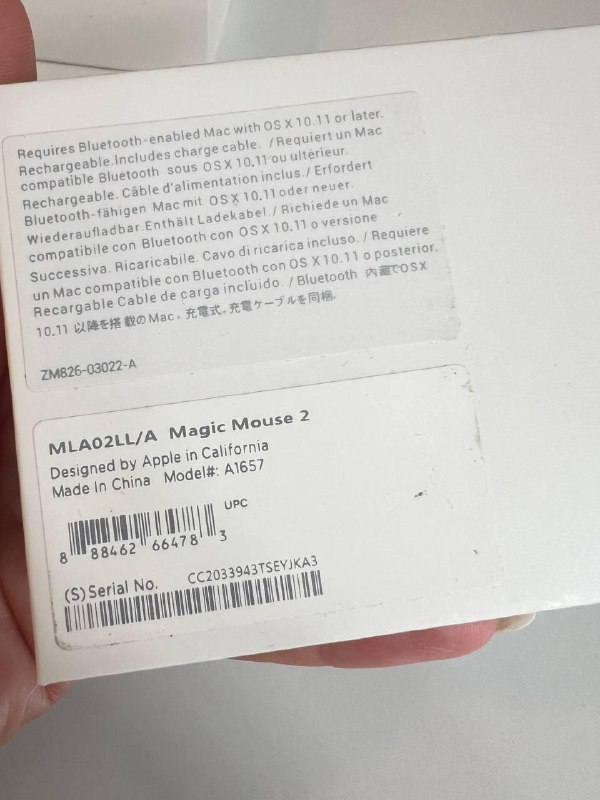 Requires Bluetooth-enabled Mac with OS X 10.11 or later.
Rechargeable.Includes charge cable. /Requiert un Mac
compatible Bluetooth sous OS X 10.11 ou ultérieur.
Rechargeable. Câble d'alimentation inclus./ Erfordert
Bluetooth-fähigen Mac mit OS X 10.11 oder neuer.
Wiederaufladbar. Enthält Ladekabel./ Richiede un Mac
compatibile con Bluetooth con OS X 10.11 o versione
Successiva. Ricaricabile. Cavo di ricarica incluso. / Requiere
un Mac compatible con Bluetooth con OS X 10.11 o posterior.
Recargable Cable de carga incluido. / Bluetooth 内蔵でOSX
10.11 以降を搭載のMac。充電式。充電ケーブルを同梱。
ZM826-03022-A
MLA02LL/A Magic Mouse 2
Designed by Apple in California
Made In China Model#: A1657
UPC
8 88462 66478 3
(S) Serial No. CC2033943TSEYJKA3